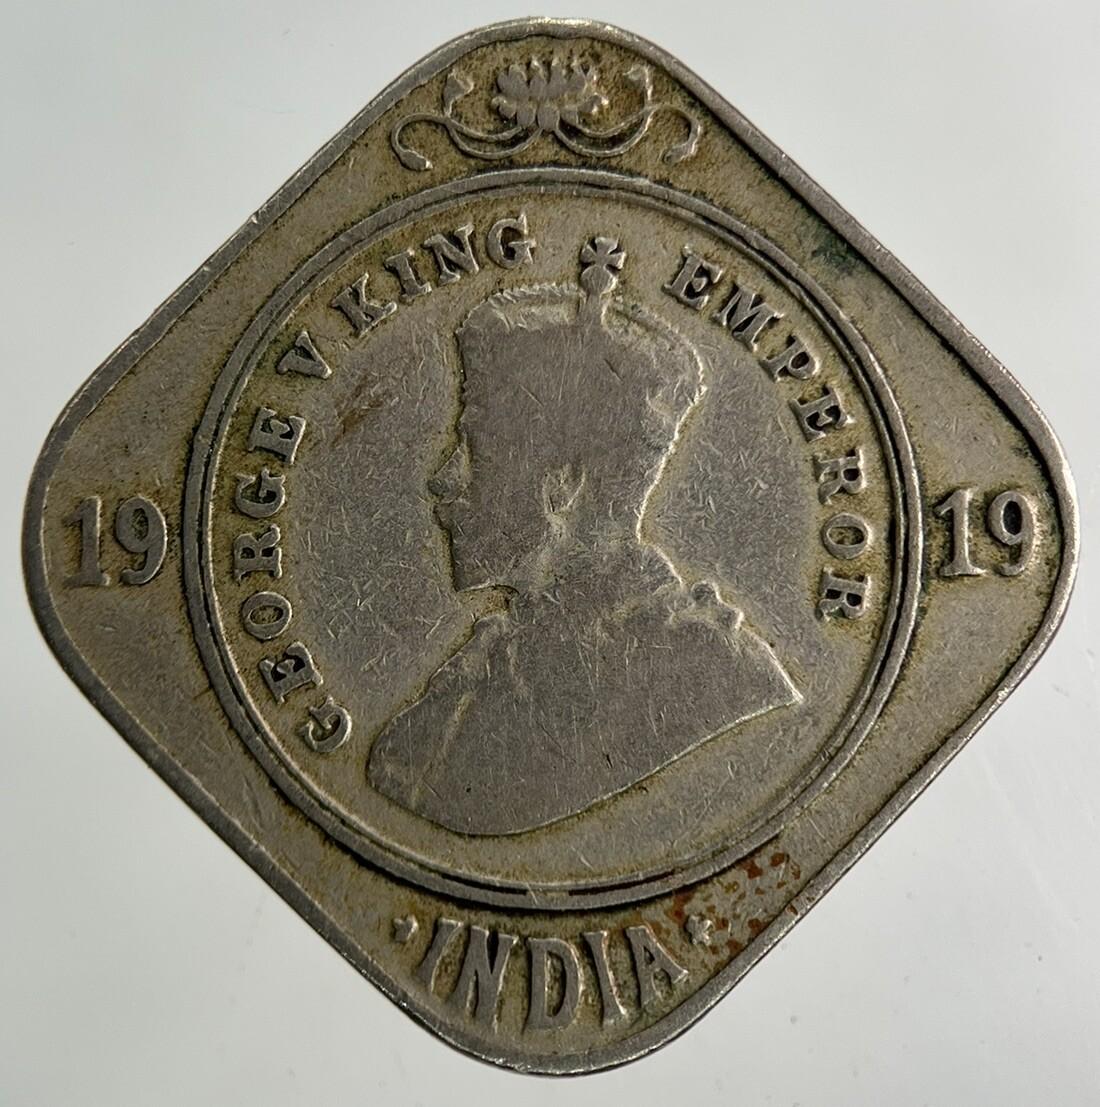 GEORGE V KING EMPEROR
19 19
INDIA